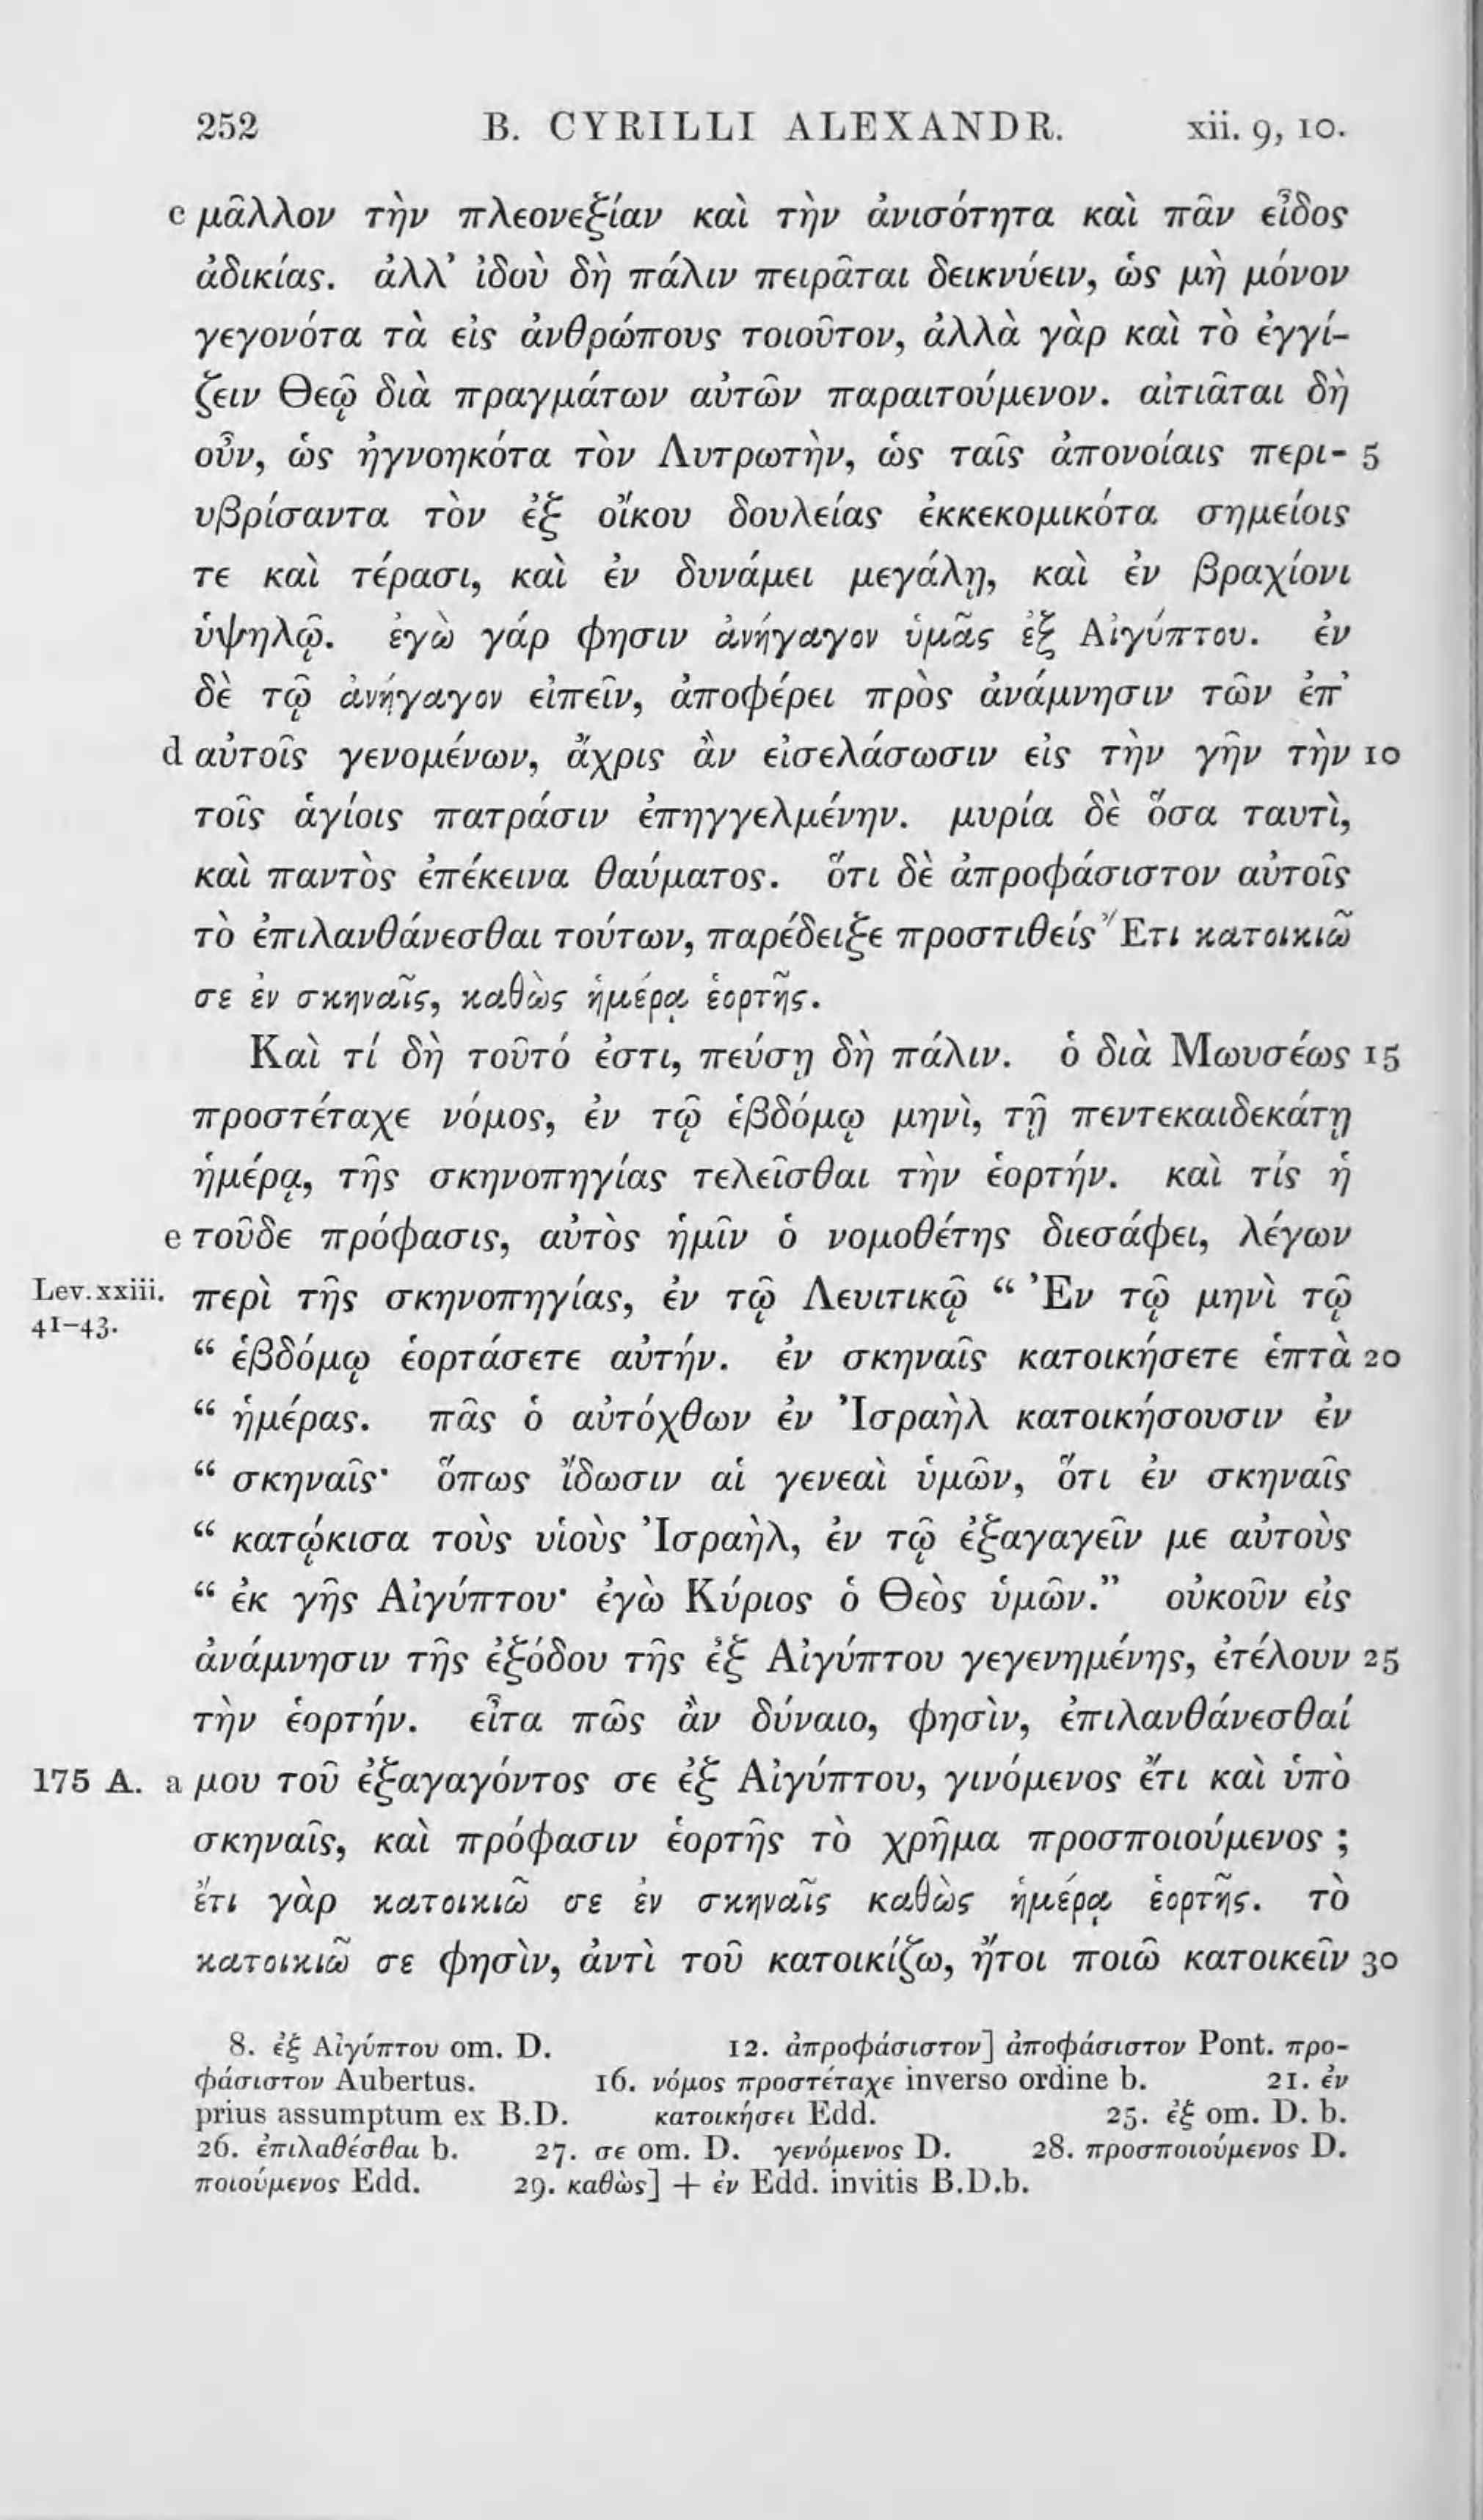 252 B. CYRILLI ALEXANDR. xii. 9, 10.
c μᾶλλον τὴν πλεονεξίαν καὶ τὴν ἀνισότητα καὶ πᾶν εἶδος
ἀδικίας. ἀλλ' ἰδοὺ δὴ πάλιν πειρᾶται δεικνύειν, ὡς μὴ μόνον
γεγονότα τὰ εἰς ἀνθρώπους τοιοῦτον, ἀλλὰ γὰρ καὶ τὸ ἐγγί-
ζειν Θεῷ διὰ πραγμάτων αὐτῶν παραιτούμενον. αἰτιᾶται δὴ
οὖν, ὡς ἠγνοηκότα τὸν Λυτρωτὴν, ὡς ταῖς ἀπονοίαις περι- 5
υβρίσαντα τὸν ἐξ οἴκου δουλείας ἐκκεκομικότα σημείοις
τε καὶ τέρασι, καὶ ἐν δυνάμει μεγάλῃ, καὶ ἐν βραχίονι
ὑψηλῷ. ἐγὼ γάρ φησιν ἀνήγαγον ὑμᾶς ἐξ Αἰγύπτου. ἐν
δὲ τῷ ἀνήγαγον εἰπεῖν, ἀποφέρει πρὸς ἀνάμνησιν τῶν ἐπ'
d αὐτοῖς γενομένων, ἄχρις ἂν εἰσελάσωσιν εἰς τὴν γῆν τὴν 10
τοῖς ἁγίοις πατράσιν ἐπηγγελμένην. μυρία δὲ ὅσα ταυτὶ,
καὶ παντὸς ἐπέκεινα θαύματος. ὅτι δὲ ἀπροφάσιστον αὐτοῖς
τὸ ἐπιλανθάνεσθαι τούτων, παρέδειξε προστιθείς Ἔτι κατοικιῶ
σε ἐν σκηναῖς, καθὼς ἡμέρᾳ ἑορτῆς.
Καὶ τί δὴ τοῦτό ἐστι, πεύσῃ δὴ πάλιν. ὁ διὰ Μωυσέως 15
προστέταχε νόμος, ἐν τῷ ἑβδόμῳ μηνὶ, τῇ πεντεκαιδεκάτῃ
ἡμέρᾳ, τῆς σκηνοπηγίας τελεῖσθαι τὴν ἑορτήν. καὶ τίς ἡ
e τοῦδε πρόφασις, αὐτὸς ἡμῖν ὁ νομοθέτης διεσάφει, λέγων
Lev. xxiii. περὶ τῆς σκηνοπηγίας, ἐν τῷ Λευιτικῷ “ Ἐν τῷ μηνὶ τῷ
41-43.
“ ἑβδόμῳ ἑορτάσετε αὐτήν. ἐν σκηναῖς κατοικήσετε ἑπτὰ 20
“ ἡμέρας. πᾶς ὁ αὐτόχθων ἐν Ἰσραὴλ κατοικήσουσιν ἐν
“ σκηναῖς· ὅπως ἴδωσιν αἱ γενεαὶ ὑμῶν, ὅτι ἐν σκηναῖς
“ κατῴκισα τοὺς υἱοὺς Ἰσραὴλ, ἐν τῷ ἐξαγαγεῖν με αὐτοὺς
“ ἐκ γῆς Αἰγύπτου· ἐγὼ Κύριος ὁ Θεὸς ὑμῶν.” οὐκοῦν εἰς
ἀνάμνησιν τῆς ἐξόδου τῆς ἐξ Αἰγύπτου γεγενημένης, ἐτέλουν 25
τὴν ἑορτήν. εἶτα πῶς ἂν δύναιο, φησὶν, ἐπιλανθάνεσθαί
175 A. a μου τοῦ ἐξαγαγόντος σε ἐξ Αἰγύπτου, γινόμενος ἔτι καὶ ὑπὸ
σκηναῖς, καὶ πρόφασιν ἑορτῆς τὸ χρῆμα προσποιούμενος ;
ἔτι γὰρ κατοικιῶ σε ἐν σκηναῖς καθὼς ἡμέρᾳ ἑορτῆς. τὸ
κατοικιῶ σε φησὶν, ἀντὶ τοῦ κατοικίζω, ἤτοι ποιῶ κατοικεῖν 30
8. ἐξ Αἰγύπτου om. D. 12. ἀπροφάσιστον] ἀποφάσιστον Pont. προ-
φάσιστον Aubertus. 16. νόμος προστέταχε inverso ordine b. 21. ἐν
prius assumptum ex B.D. κατοικήσει Edd. 25. ἐξ om. D. b.
26. ἐπιλαθέσθαι b. 27. σε om. D. γενόμενος D. 28. προσποιούμενος D.
ποιούμενος Edd. 29. καθὼς] + ἐν Edd. invitis B.D.b.